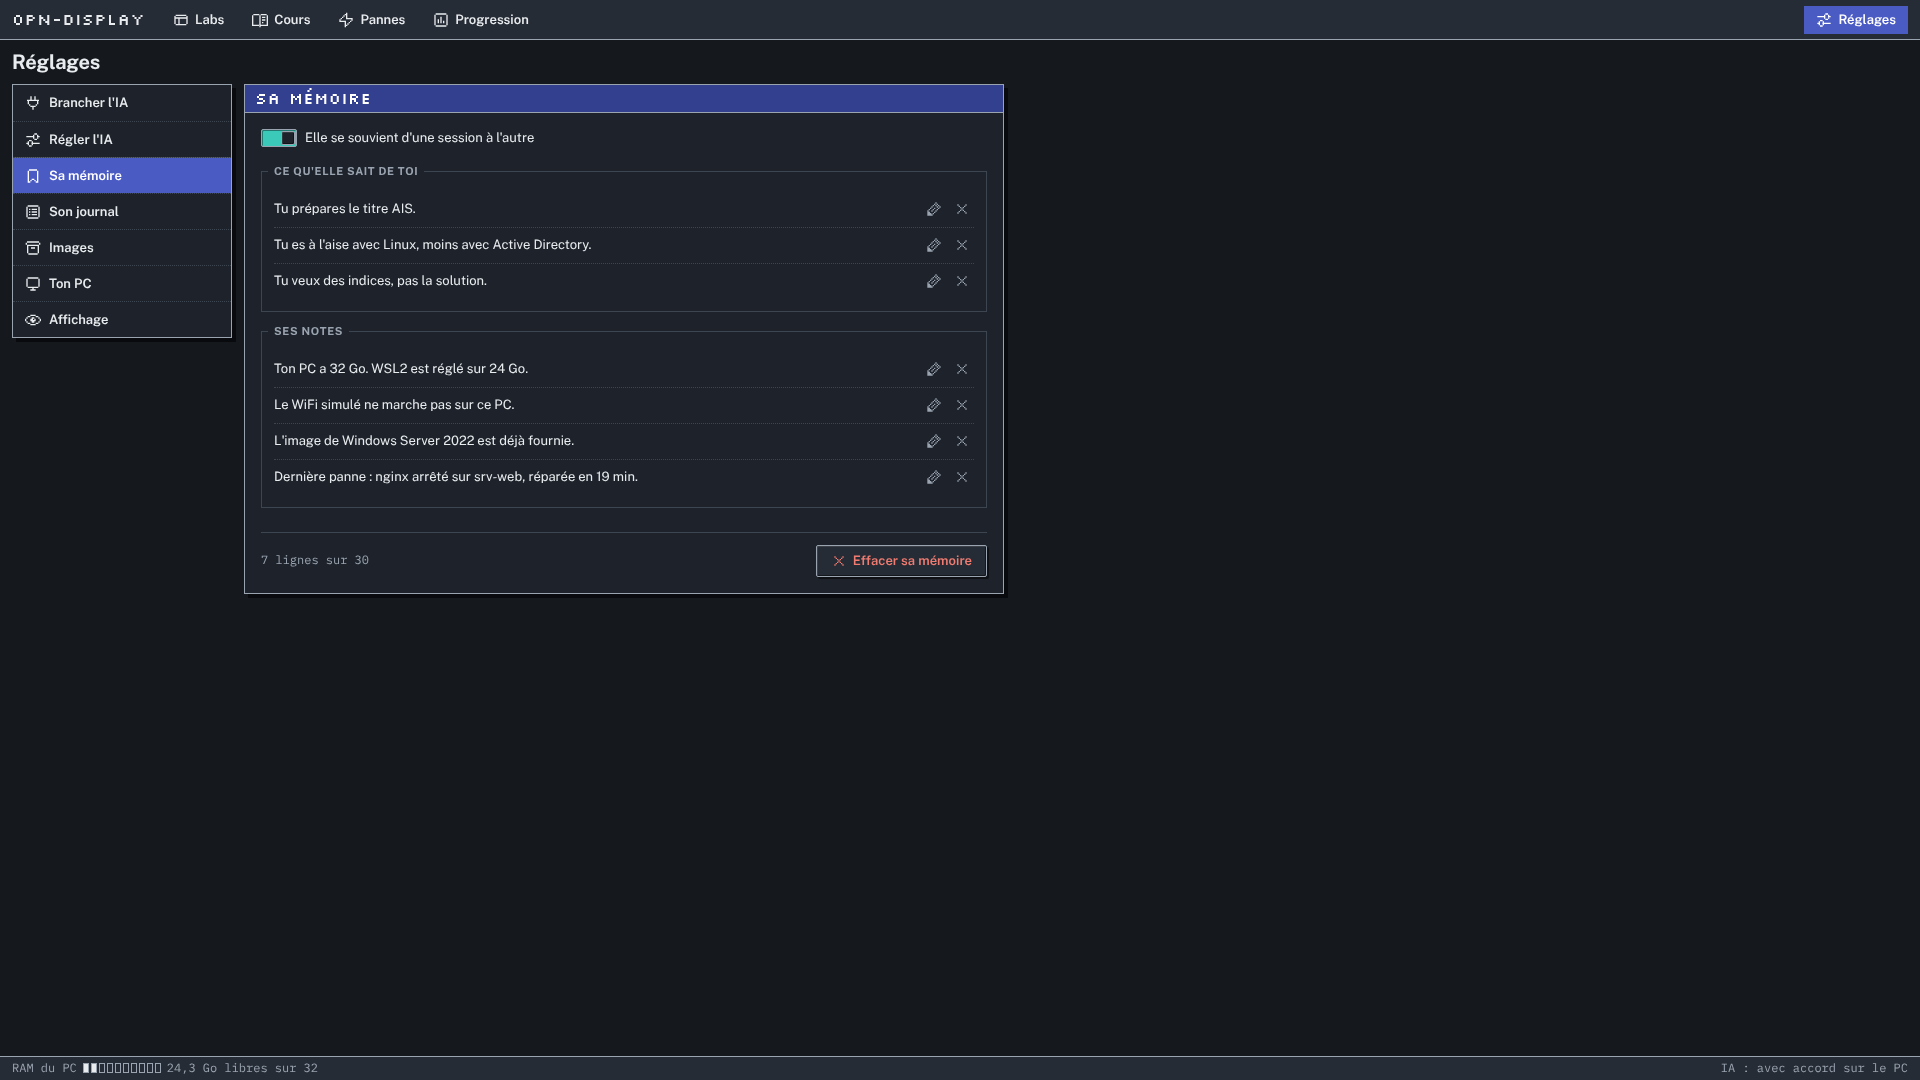 OPN-DISPLAY
Labs
Cours
Pannes
Progression
Réglages
Réglages
Brancher l'IA
Régler l'IA
Sa mémoire
Son journal
Images
Ton PC
Affichage
SA MÉMOIRE
Elle se souvient d'une session à l'autre
CE QU'ELLE SAIT DE TOI
Tu prépares le titre AIS.
Tu es à l'aise avec Linux, moins avec Active Directory.
Tu veux des indices, pas la solution.
SES NOTES
Ton PC a 32 Go. WSL2 est réglé sur 24 Go.
Le WiFi simulé ne marche pas sur ce PC.
L'image de Windows Server 2022 est déjà fournie.
Dernière panne : nginx arrêté sur srv-web, réparée en 19 min.
7 lignes sur 30
Effacer sa mémoire
RAM du PC
24,3 Go libres sur 32
IA : avec accord sur le PC